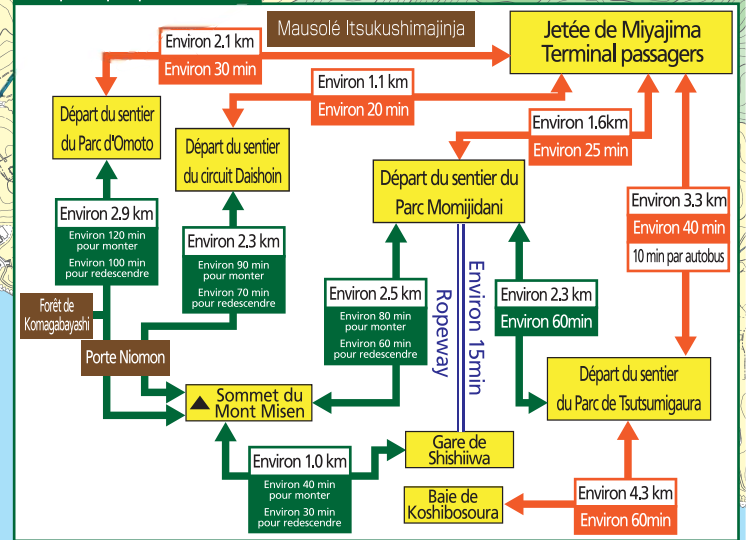 Mausolé Itsukushimajinja
Jetée de Miyajima
Terminal passagers
Environ 2.1 km
Environ 30 min
Environ 1.1 km
Environ 20 min
Environ 1.6km
Environ 25 min
Environ 3.3 km
Environ 40 min
10 min par autobus
Départ du sentier
du Parc d'Omoto
Départ du sentier
du circuit Daishoin
Départ du sentier du
Parc Momijidani
Environ 2.9 km
Environ 120 min
pour monter
Environ 100 min
pour redescendre
Environ 2.3 km
Environ 90 min
pour monter
Environ 70 min
pour redescendre
Environ 2.5 km
Environ 80 min
pour monter
Environ 60 min
pour redescendre
Environ 15min
Ropeway
Environ 2.3 km
Environ 60min
Forêt de
Komagabayashi
Porte Niomon
Sommet du
Mont Misen
Départ du sentier
du Parc de Tsutsumigaura
Environ 1.0 km
Environ 40 min
pour monter
Environ 30 min
pour redescendre
Gare de
Shishiiwa
Baie de
Koshibosoura
Environ 4.3 km
Environ 60min